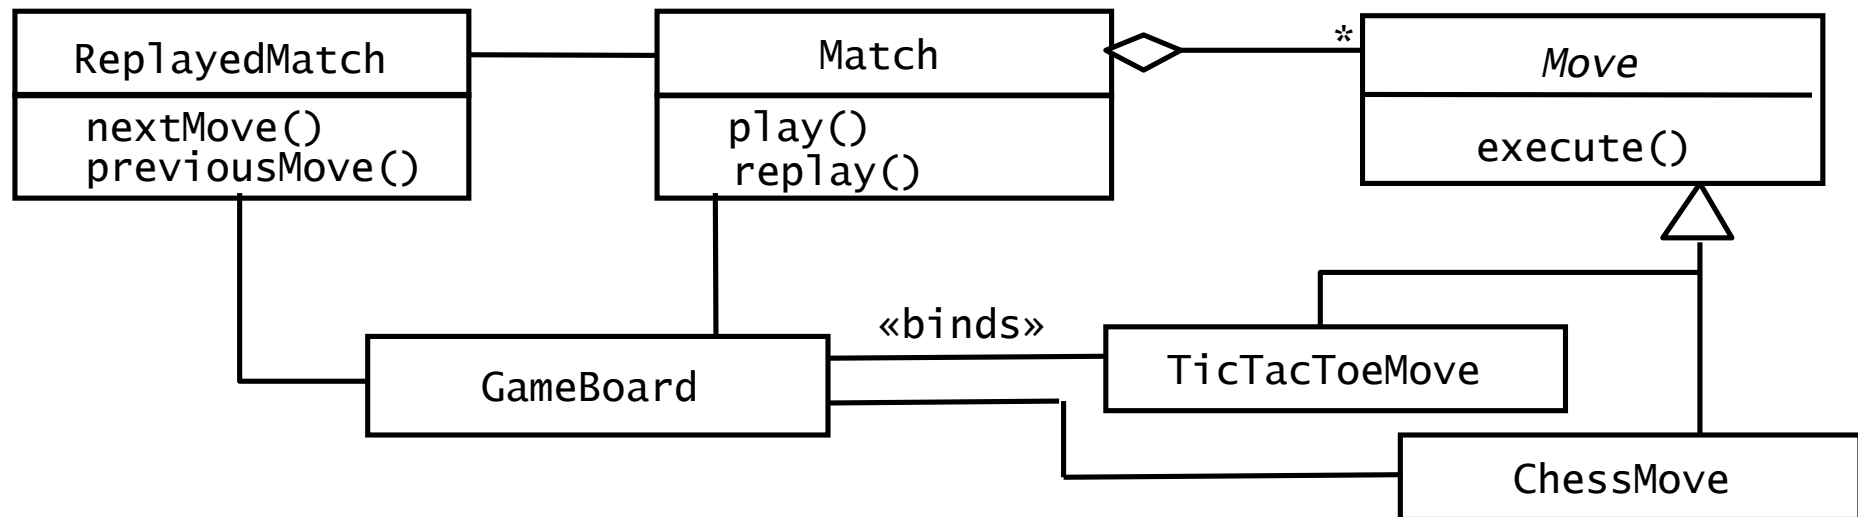 ReplayedMatch
nextMove()
previousMove()
Match
play()
replay()
*
Move
execute()
«binds»
GameBoard
TicTacToeMove
ChessMove